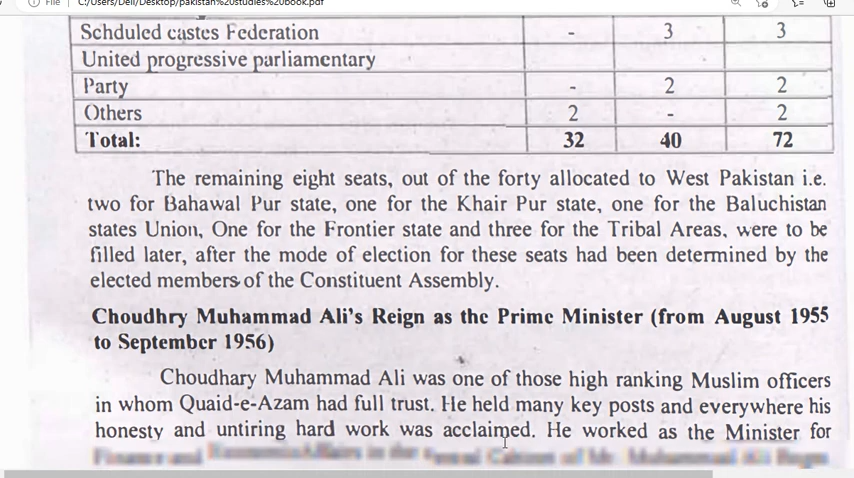 File C:/Users/Dell/Desktop/pakistan%20studies%20book.pdf
Schduled castes Federation - 3 3
United progressive parliamentary
Party - 2 2
Others 2 - 2
Total: 32 40 72
The remaining eight seats, out of the forty allocated to West Pakistan i.e.
two for Bahawal Pur state, one for the Khair Pur state, one for the Baluchistan
states Union, One for the Frontier state and three for the Tribal Areas, were to be
filled later, after the mode of election for these seats had been determined by the
elected members of the Constituent Assembly.
Choudhry Muhammad Ali's Reign as the Prime Minister (from August 1955
to September 1956)
Choudhary Muhammad Ali was one of those high ranking Muslim officers
in whom Quaid-e-Azam had full trust. He held many key posts and everywhere his
honesty and untiring hard work was acclaimed. He worked as the Minister for